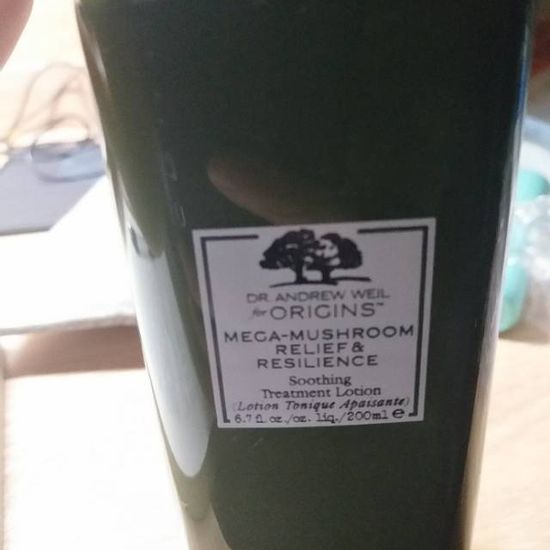 DR. ANDREW WEIL
for ORIGINS™
MEGA-MUSHROOM
RELIEF &
RESILIENCE
Soothing
Treatment Lotion
(Lotion Tonique Apaisante)
6.7 fl. oz./oz. liq./200ml e